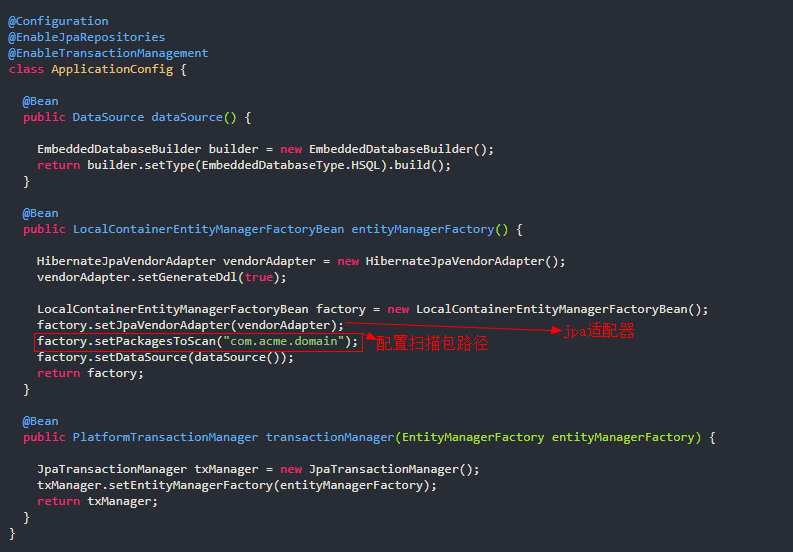 @Configuration
@EnableJpaRepositories
@EnableTransactionManagement
class ApplicationConfig {
@Bean
public DataSource dataSource() {
EmbeddedDatabaseBuilder builder = new EmbeddedDatabaseBuilder();
return builder.setType(EmbeddedDatabaseType.HSQL).build();
}
@Bean
public LocalContainerEntityManagerFactoryBean entityManagerFactory() {
HibernateJpaVendorAdapter vendorAdapter = new HibernateJpaVendorAdapter();
vendorAdapter.setGenerateDdl(true);
LocalContainerEntityManagerFactoryBean factory = new LocalContainerEntityManagerFactoryBean();
factory.setJpaVendorAdapter(vendorAdapter);
jpa适配器
factory.setPackagesToScan("com.acme.domain");
配置扫描包路径
factory.setDataSource(dataSource());
return factory;
}
@Bean
public PlatformTransactionManager transactionManager(EntityManagerFactory entityManagerFactory) {
JpaTransactionManager txManager = new JpaTransactionManager();
txManager.setEntityManagerFactory(entityManagerFactory);
return txManager;
}
}